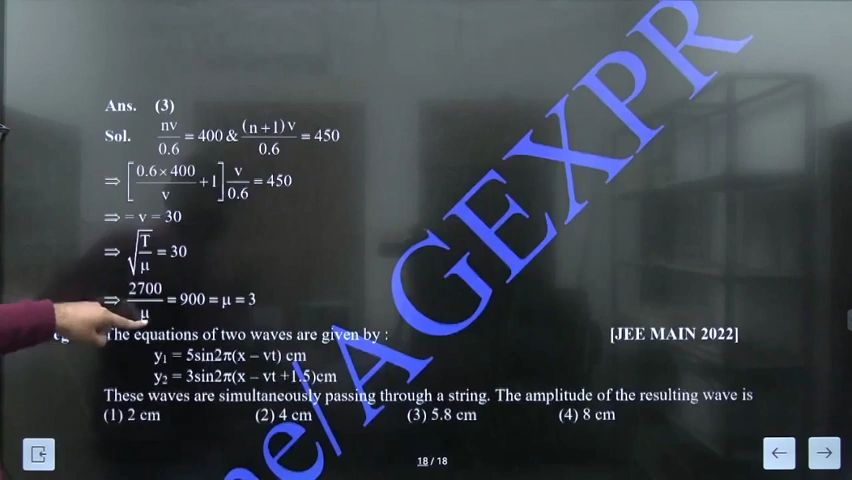 Ans. (3)
Sol. nv/0.6 = 400 & (n+1)v/0.6 = 450
⇒ [0.6×400/v + 1] v/0.6 = 450
⇒ = v = 30
⇒ √(T/μ) = 30
⇒ 2700/μ = 900 = μ = 3
The equations of two waves are given by : [JEE MAIN 2022]
y₁ = 5sin2π(x – vt) cm
y₂ = 3sin2π(x – vt +1.5)cm
These waves are simultaneously passing through a string. The amplitude of the resulting wave is
(1) 2 cm (2) 4 cm (3) 5.8 cm (4) 8 cm
18 / 18
me/AGEXPR